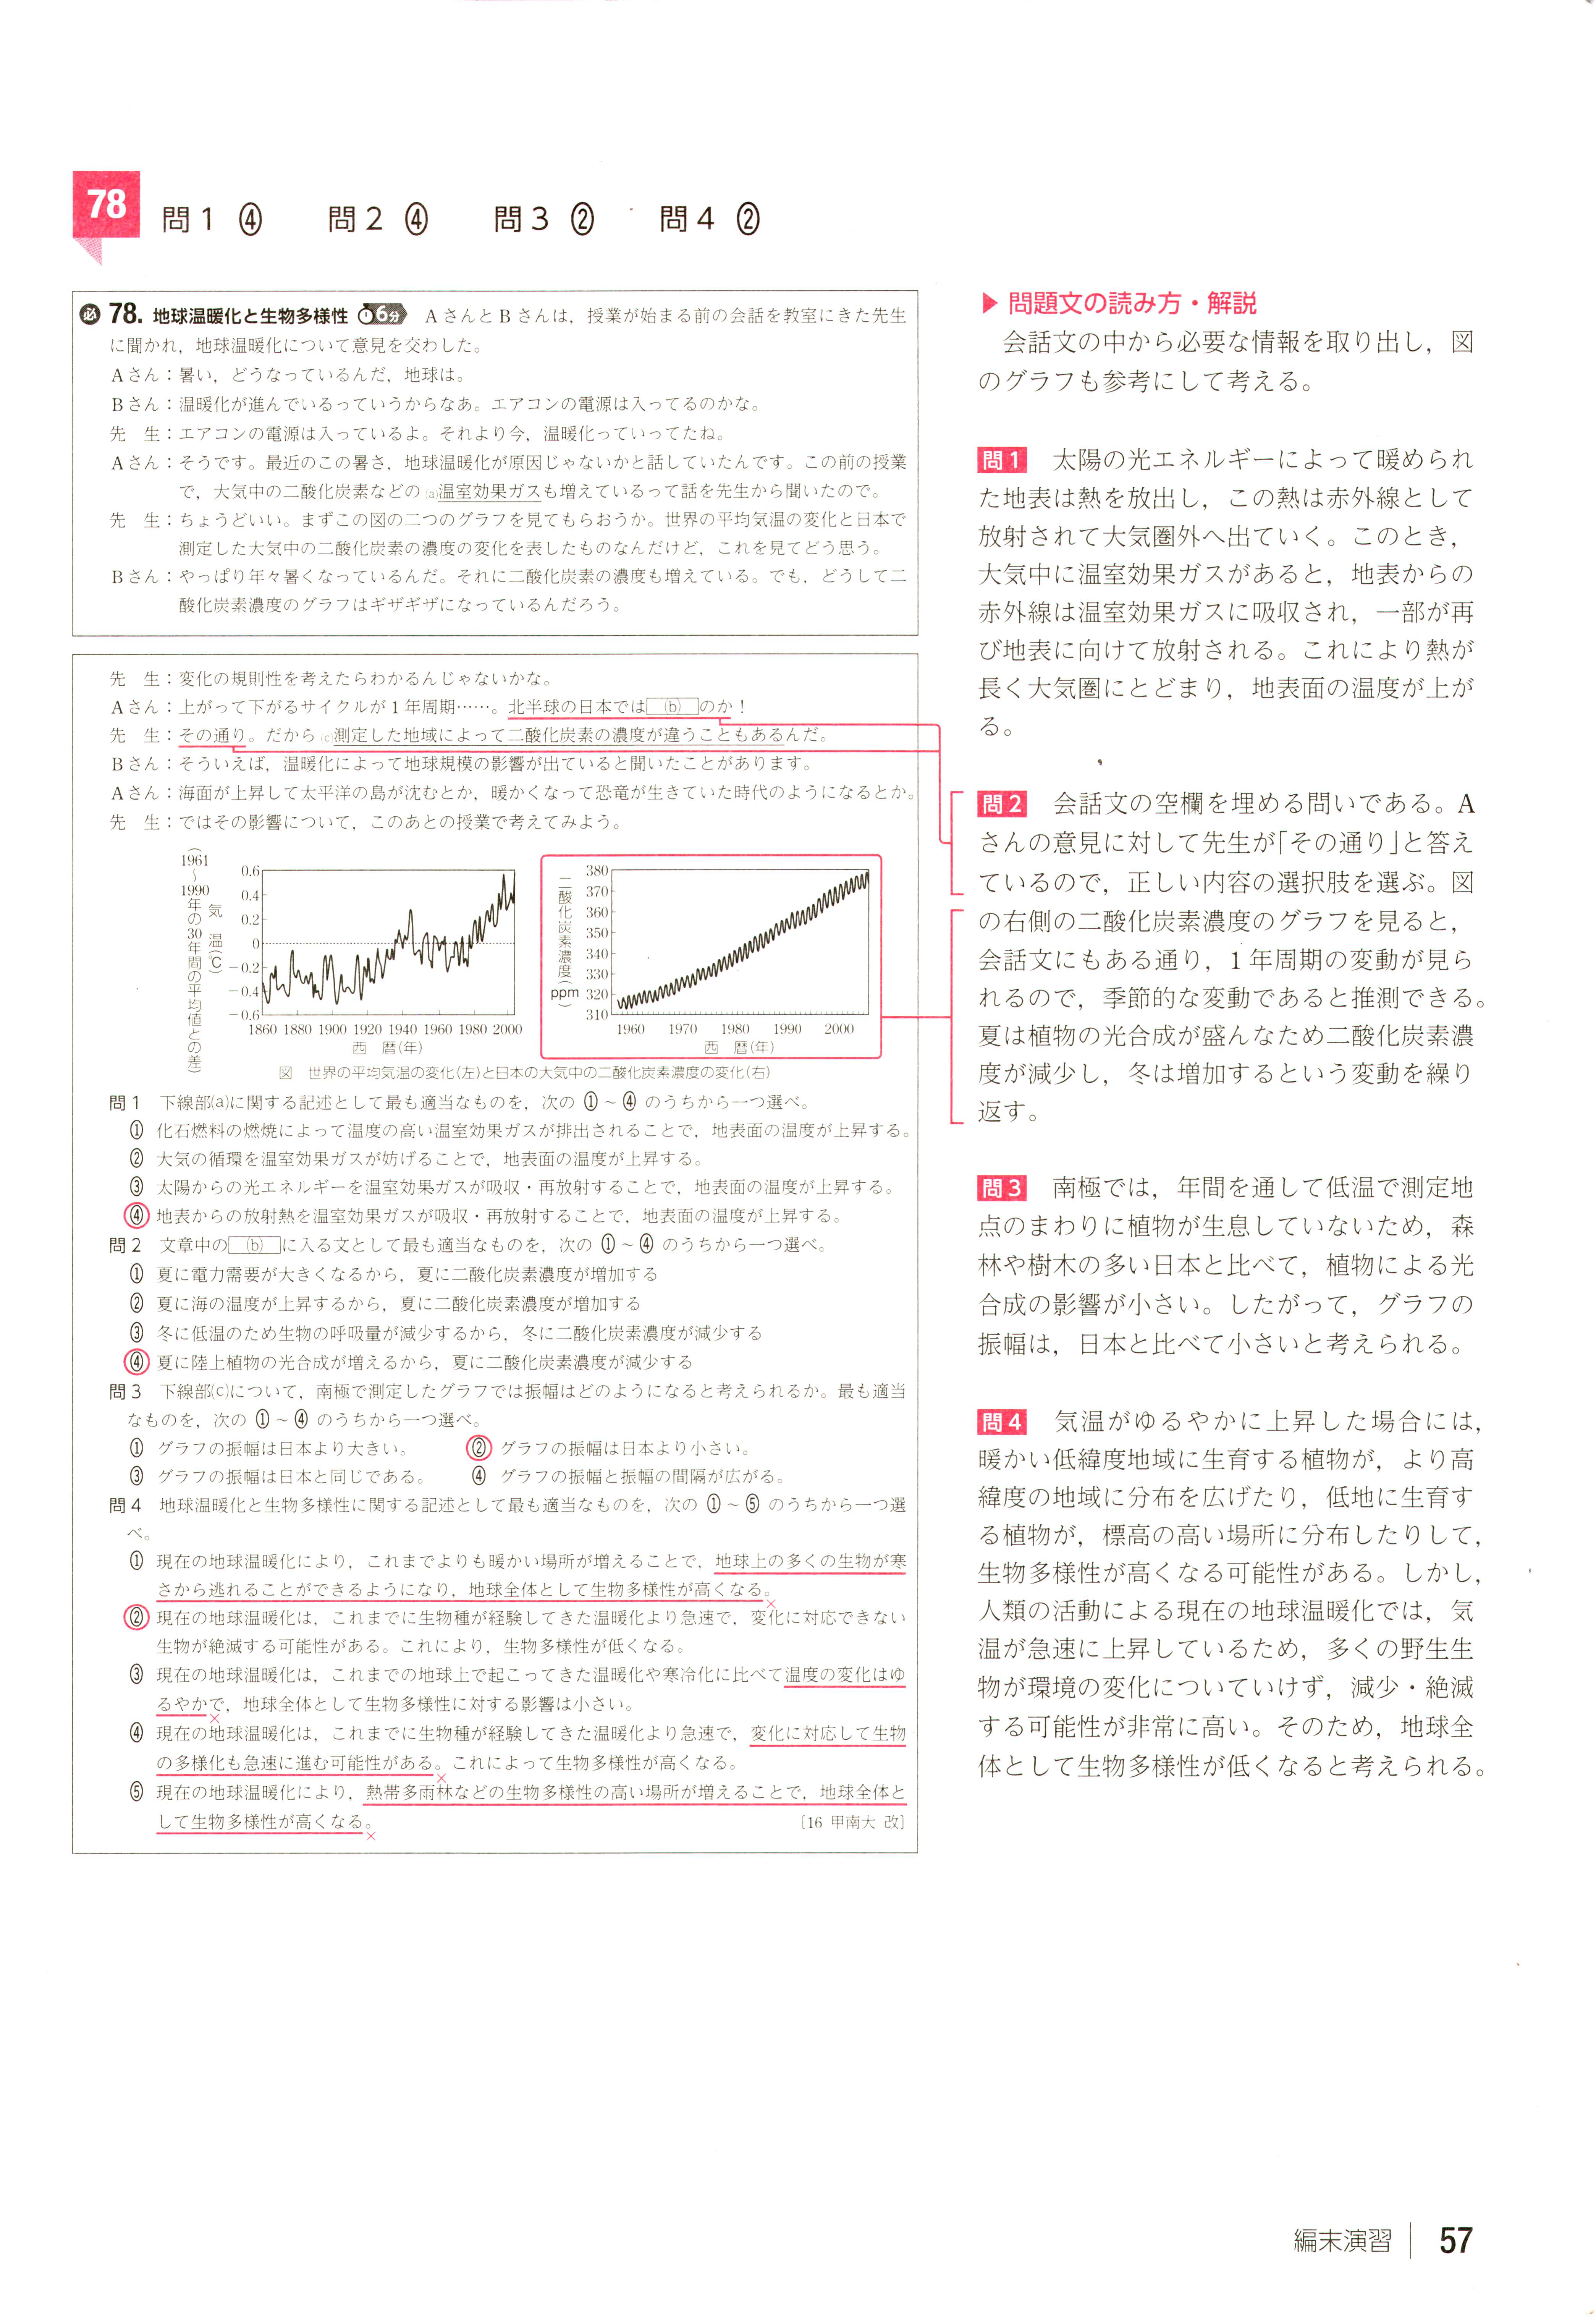 78
問1 ④ 問2 ④ 問3 ② 問4 ②
必 78. 地球温暖化と生物多様性 6分 AさんとBさんは，授業が始まる前の会話を教室にきた先生
に聞かれ，地球温暖化について意見を交わした。
Aさん：暑い，どうなっているんだ，地球は。
Bさん：温暖化が進んでいるっていうからなあ。エアコンの電源は入ってるのかな。
先　生：エアコンの電源は入っているよ。それより今，温暖化っていってたね。
Aさん：そうです。最近のこの暑さ，地球温暖化が原因じゃないかと話していたんです。この前の授業
で，大気中の二酸化炭素などの(a)温室効果ガスも増えているって話を先生から聞いたので。
先　生：ちょうどいい。まずこの図の二つのグラフを見てもらおうか。世界の平均気温の変化と日本で
測定した大気中の二酸化炭素の濃度の変化を表したものなんだけど，これを見てどう思う。
Bさん：やっぱり年々暑くなっているんだ。それに二酸化炭素の濃度も増えている。でも，どうして二
酸化炭素濃度のグラフはギザギザになっているんだろう。
先　生：変化の規則性を考えたらわかるんじゃないかな。
Aさん：上がって下がるサイクルが1年周期……。北半球の日本では(b)のか！
先　生：その通り。だから(c)測定した地域によって二酸化炭素の濃度が違うこともあるんだ。
Bさん：そういえば，温暖化によって地球規模の影響が出ていると聞いたことがあります。
Aさん：海面が上昇して太平洋の島が沈むとか，暖かくなって恐竜が生きていた時代のようになるとか。
先　生：ではその影響について，このあとの授業で考えてみよう。
気温(℃)
（1961～1990年の30年間の平均値との差）
0.6
0.4
0.2
0
－0.2
－0.4
－0.6
1860 1880 1900 1920 1940 1960 1980 2000
西　暦(年)
二酸化炭素濃度(ppm)
380
370
360
350
340
330
320
310
1960 1970 1980 1990 2000
西　暦(年)
図　世界の平均気温の変化(左)と日本の大気中の二酸化炭素濃度の変化(右)
問1　下線部(a)に関する記述として最も適当なものを，次の ①～④ のうちから一つ選べ。
① 化石燃料の燃焼によって温度の高い温室効果ガスが排出されることで，地表面の温度が上昇する。
② 大気の循環を温室効果ガスが妨げることで，地表面の温度が上昇する。
③ 太陽からの光エネルギーを温室効果ガスが吸収・再放射することで，地表面の温度が上昇する。
④ 地表からの放射熱を温室効果ガスが吸収・再放射することで，地表面の温度が上昇する。
問2　文章中の(b)に入る文として最も適当なものを，次の ①～④ のうちから一つ選べ。
① 夏に電力需要が大きくなるから，夏に二酸化炭素濃度が増加する
② 夏に海の温度が上昇するから，夏に二酸化炭素濃度が増加する
③ 冬に低温のため生物の呼吸量が減少するから，冬に二酸化炭素濃度が減少する
④ 夏に陸上植物の光合成が増えるから，夏に二酸化炭素濃度が減少する
問3　下線部(c)について，南極で測定したグラフでは振幅はどのようになると考えられるか。最も適当
なものを，次の ①～④ のうちから一つ選べ。
① グラフの振幅は日本より大きい。　② グラフの振幅は日本より小さい。
③ グラフの振幅は日本と同じである。　④ グラフの振幅と振幅の間隔が広がる。
問4　地球温暖化と生物多様性に関する記述として最も適当なものを，次の ①～⑤ のうちから一つ選
べ。
① 現在の地球温暖化により，これまでよりも暖かい場所が増えることで，地球上の多くの生物が寒
さから逃れることができるようになり，地球全体として生物多様性が高くなる。×
② 現在の地球温暖化は，これまでに生物種が経験してきた温暖化より急速で，変化に対応できない
生物が絶滅する可能性がある。これにより，生物多様性が低くなる。
③ 現在の地球温暖化は，これまでの地球上で起こってきた温暖化や寒冷化に比べて温度の変化はゆ
るやかで，地球全体として生物多様性に対する影響は小さい。×
④ 現在の地球温暖化は，これまでに生物種が経験してきた温暖化より急速で，変化に対応して生物
の多様化も急速に進む可能性がある。これによって生物多様性が高くなる。×
⑤ 現在の地球温暖化により，熱帯多雨林などの生物多様性の高い場所が増えることで，地球全体と
して生物多様性が高くなる。× 〔16 甲南大 改〕
▶ 問題文の読み方・解説
会話文の中から必要な情報を取り出し，図
のグラフも参考にして考える。
問1　太陽の光エネルギーによって暖められ
た地表は熱を放出し，この熱は赤外線として
放射されて大気圏外へ出ていく。このとき，
大気中に温室効果ガスがあると，地表からの
赤外線は温室効果ガスに吸収され，一部が再
び地表に向けて放射される。これにより熱が
長く大気圏にとどまり，地表面の温度が上が
る。
問2　会話文の空欄を埋める問いである。A
さんの意見に対して先生が「その通り」と答え
ているので，正しい内容の選択肢を選ぶ。図
の右側の二酸化炭素濃度のグラフを見ると，
会話文にもある通り，1年周期の変動が見ら
れるので，季節的な変動であると推測できる。
夏は植物の光合成が盛んなため二酸化炭素濃
度が減少し，冬は増加するという変動を繰り
返す。
問3　南極では，年間を通して低温で測定地
点のまわりに植物が生息していないため，森
林や樹木の多い日本と比べて，植物による光
合成の影響が小さい。したがって，グラフの
振幅は，日本と比べて小さいと考えられる。
問4　気温がゆるやかに上昇した場合には，
暖かい低緯度地域に生育する植物が，より高
緯度の地域に分布を広げたり，低地に生育す
る植物が，標高の高い場所に分布したりして，
生物多様性が高くなる可能性がある。しかし，
人類の活動による現在の地球温暖化では，気
温が急速に上昇しているため，多くの野生生
物が環境の変化についていけず，減少・絶滅
する可能性が非常に高い。そのため，地球全
体として生物多様性が低くなると考えられる。
編末演習 57